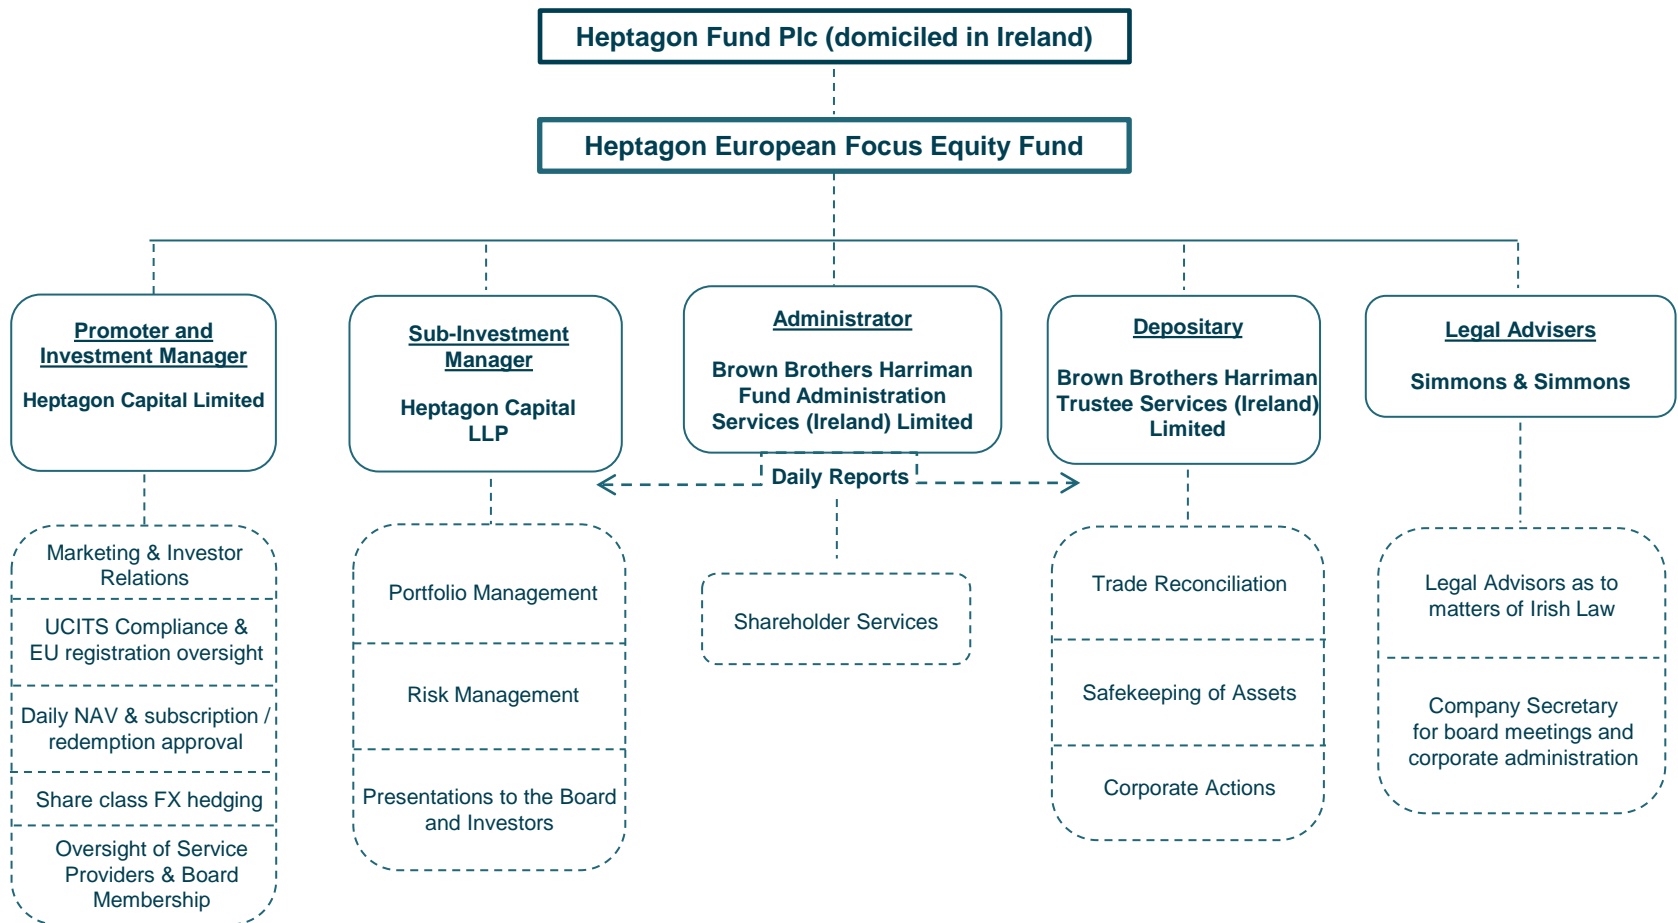 Heptagon Fund Plc (domiciled in Ireland)
Heptagon European Focus Equity Fund
Promoter and
Investment Manager
Heptagon Capital Limited
Sub-Investment
Manager
Heptagon Capital
LLP
Administrator
Brown Brothers Harriman
Fund Administration
Services (Ireland) Limited
Depositary
Brown Brothers Harriman
Trustee Services (Ireland)
Limited
Legal Advisers
Simmons & Simmons
Daily Reports
Marketing & Investor
Relations
UCITS Compliance &
EU registration oversight
Daily NAV & subscription /
redemption approval
Share class FX hedging
Oversight of Service
Providers & Board
Membership
Portfolio Management
Risk Management
Presentations to the Board
and Investors
Shareholder Services
Trade Reconciliation
Safekeeping of Assets
Corporate Actions
Legal Advisors as to
matters of Irish Law
Company Secretary
for board meetings and
corporate administration